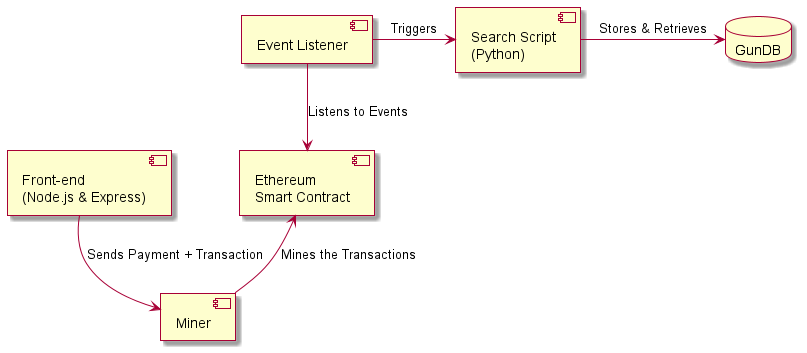 Event Listener
Triggers
Search Script
(Python)
Stores & Retrieves
GunDB
Listens to Events
Front-end
(Node.js & Express)
Ethereum
Smart Contract
Sends Payment + Transaction
Mines the Transactions
Miner